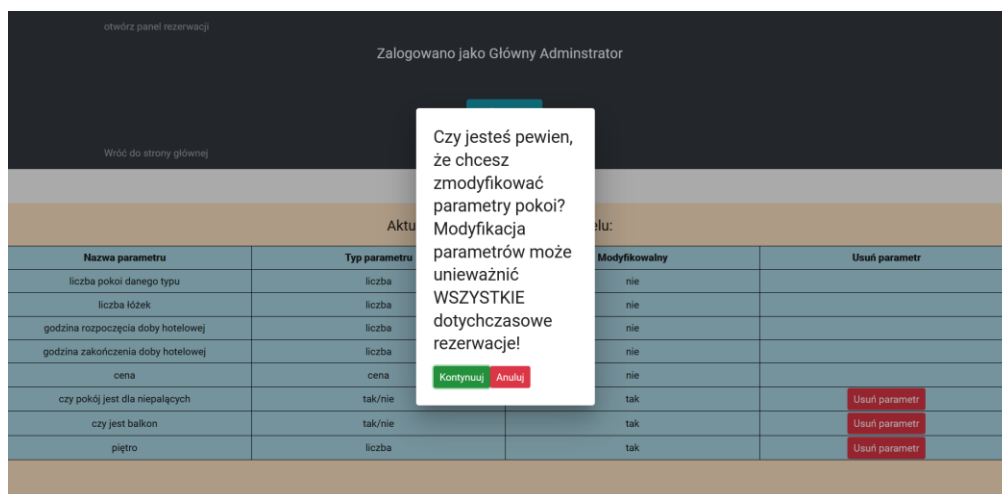 otwórz panel rezerwacji
Zalogowano jako Główny Adminstrator
Wróć do strony głównej
Czy jesteś pewien,
że chcesz
zmodyfikować
parametry pokoi?
Modyfikacja
parametrów może
unieważnić
WSZYSTKIE
dotychczasowe
rezerwacje!
Kontynuuj Anuluj
Nazwa parametru Typ parametru Modyfikowalny Usuń parametr
liczba pokoi danego typu liczba nie
liczba łóżek liczba nie
godzina rozpoczęcia doby hotelowej liczba nie
godzina zakończenia doby hotelowej liczba nie
cena cena nie
czy pokój jest dla niepalących tak/nie tak Usuń parametr
czy jest balkon tak/nie tak Usuń parametr
piętro liczba tak Usuń parametr